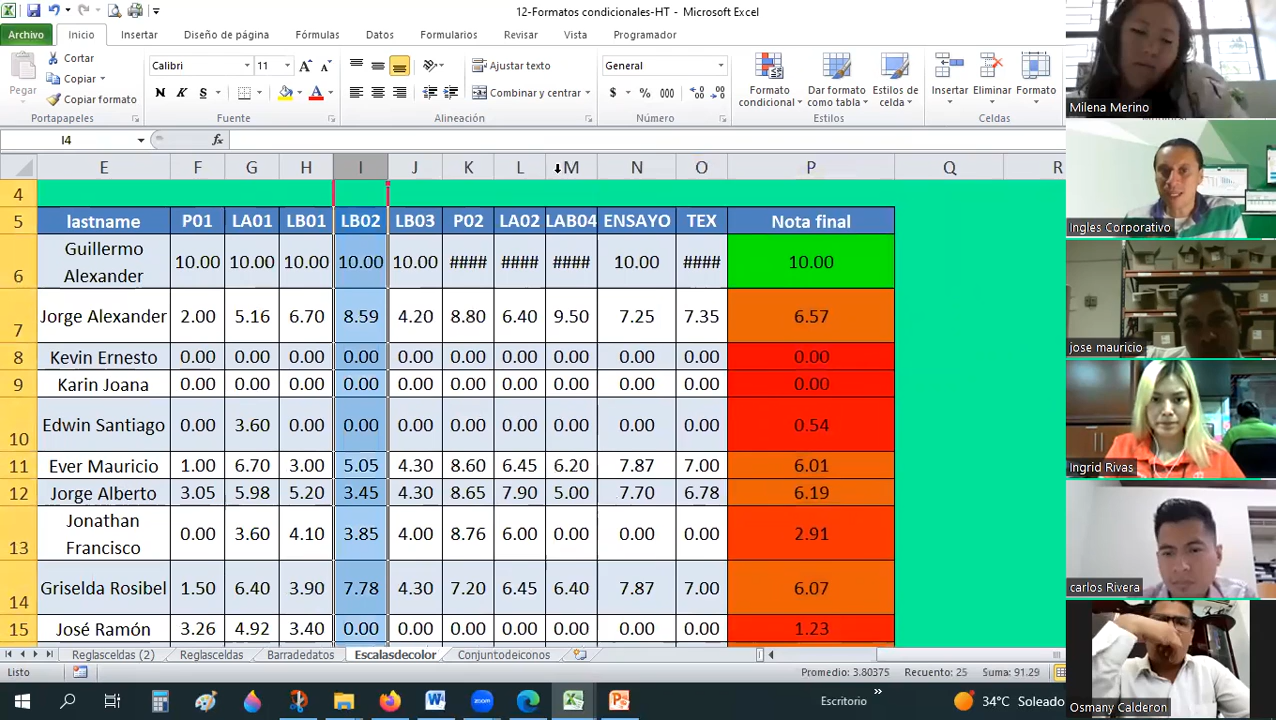 12-Formatos condicionales-HT - Microsoft Excel
Archivo Inicio Insertar Diseño de página Fórmulas Datos Formularios Revisar Vista Programador
Cortar
Copiar
Copiar formato
Pegar
Portapapeles
Calibri 11
N K S
Fuente
Ajustar texto
Combinar y centrar
Alineación
General
$ % 000
Número
Formato condicional
Dar formato como tabla
Estilos de celda
Estilos
Insertar Eliminar Formato
Celdas
I4 fx
E F G H I J K L M N O P Q R
4
5 lastname P01 LA01 LB01 LB02 LB03 P02 LA02 LAB04 ENSAYO TEX Nota final
6 Guillermo Alexander 10.00 10.00 10.00 10.00 10.00 #### #### #### 10.00 #### 10.00
7 Jorge Alexander 2.00 5.16 6.70 8.59 4.20 8.80 6.40 9.50 7.25 7.35 6.57
8 Kevin Ernesto 0.00 0.00 0.00 0.00 0.00 0.00 0.00 0.00 0.00 0.00 0.00
9 Karin Joana 0.00 0.00 0.00 0.00 0.00 0.00 0.00 0.00 0.00 0.00 0.00
10 Edwin Santiago 0.00 3.60 0.00 0.00 0.00 0.00 0.00 0.00 0.00 0.00 0.54
11 Ever Mauricio 1.00 6.70 3.00 5.05 4.30 8.60 6.45 6.20 7.87 7.00 6.01
12 Jorge Alberto 3.05 5.98 5.20 3.45 4.30 8.65 7.90 5.00 7.70 6.78 6.19
13 Jonathan Francisco 0.00 3.60 4.10 3.85 4.00 8.76 6.00 0.00 0.00 0.00 2.91
14 Griselda Rosibel 1.50 6.40 3.90 7.78 4.30 7.20 6.45 6.40 7.87 7.00 6.07
15 José Ramón 3.26 4.92 3.40 0.00 0.00 0.00 0.00 0.00 0.00 0.00 1.23
Reglasceldas (2) Reglasceldas Barradedatos Escalasdecolor Conjuntodeiconos
Listo Promedio: 3.80375 Recuento: 25 Suma: 91.29
Escritorio » 34°C Soleado
Milena Merino
Ingles Corporativo
jose mauricio
Ingrid Rivas
carlos Rivera
Osmany Calderon